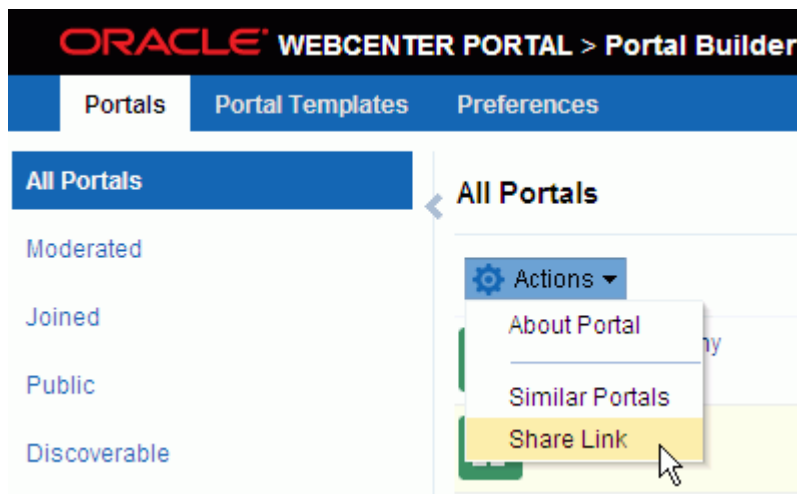 ORACLE WEBCENTER PORTAL > Portal Builder
Portals Portal Templates Preferences
All Portals
Moderated
Joined
Public
Discoverable
All Portals
Actions
About Portal
Similar Portals
Share Link